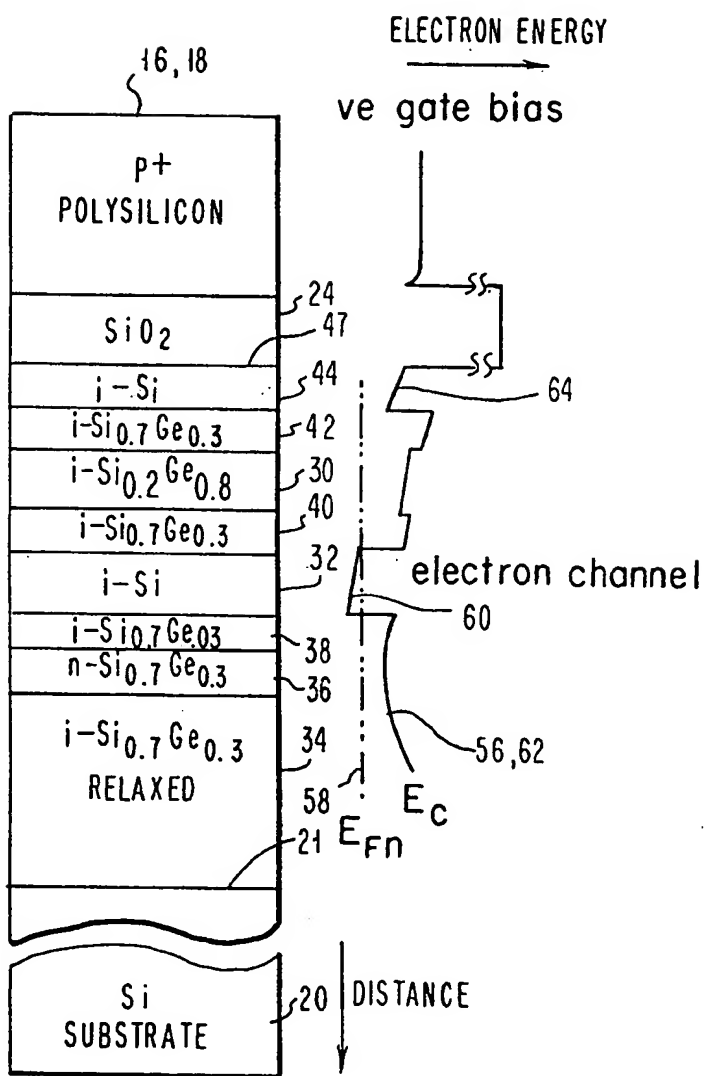 ELECTRON ENERGY
16,18
ve gate bias
p+
POLYSILICON
24
SiO2
47
i-Si
44
64
i-Si0.7Ge0.3
42
i-Si0.2Ge0.8
30
i-Si0.7Ge0.3
40
i-Si
32
electron channel
60
i-Si0.7Ge.03
38
n-Si0.7Ge0.3
36
i-Si0.7Ge0.3
RELAXED
34
56,62
58
EC
EFn
21
Si
SUBSTRATE
20
DISTANCE